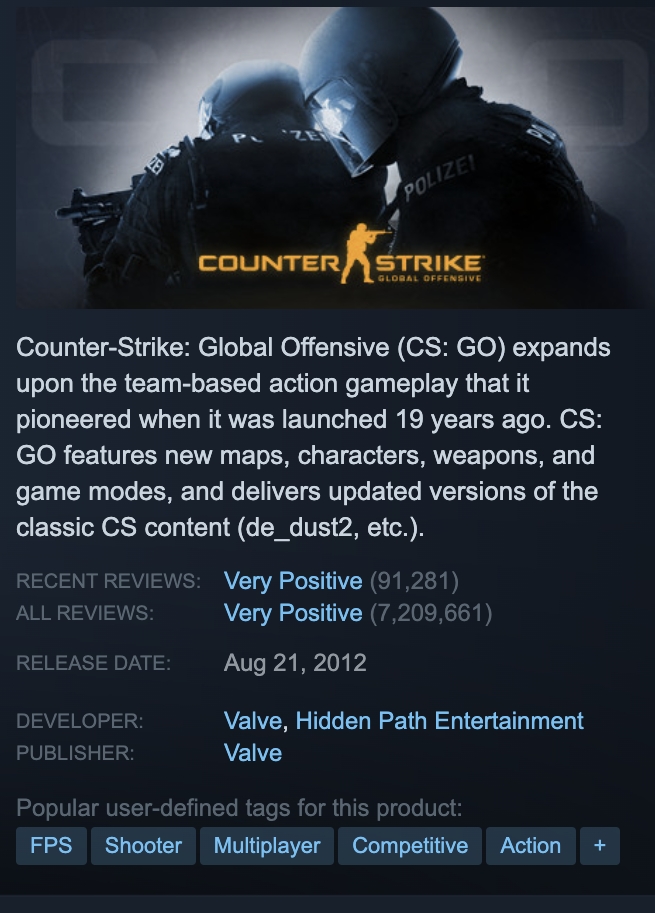 POLIZEI
COUNTER STRIKE
GLOBAL OFFENSIVE
Counter-Strike: Global Offensive (CS: GO) expands
upon the team-based action gameplay that it
pioneered when it was launched 19 years ago. CS:
GO features new maps, characters, weapons, and
game modes, and delivers updated versions of the
classic CS content (de_dust2, etc.).
RECENT REVIEWS: Very Positive (91,281)
ALL REVIEWS: Very Positive (7,209,661)
RELEASE DATE: Aug 21, 2012
DEVELOPER: Valve, Hidden Path Entertainment
PUBLISHER: Valve
Popular user-defined tags for this product:
FPS Shooter Multiplayer Competitive Action +